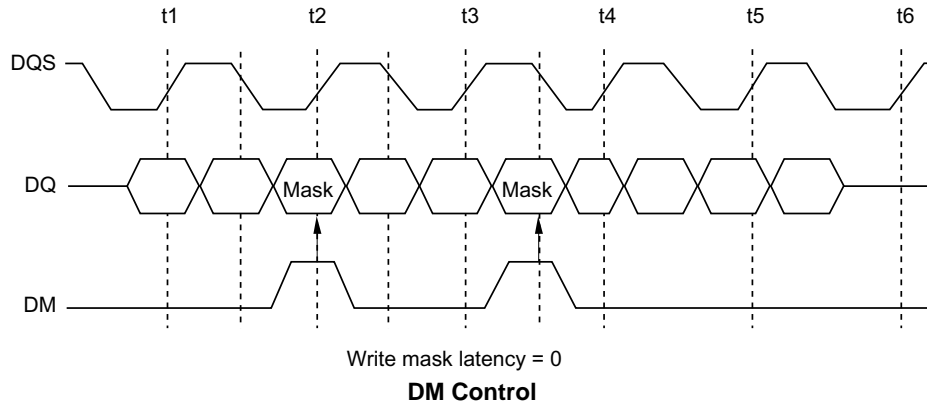 t1 t2 t3 t4 t5 t6
DQS
DQ Mask Mask
DM
Write mask latency = 0
DM Control